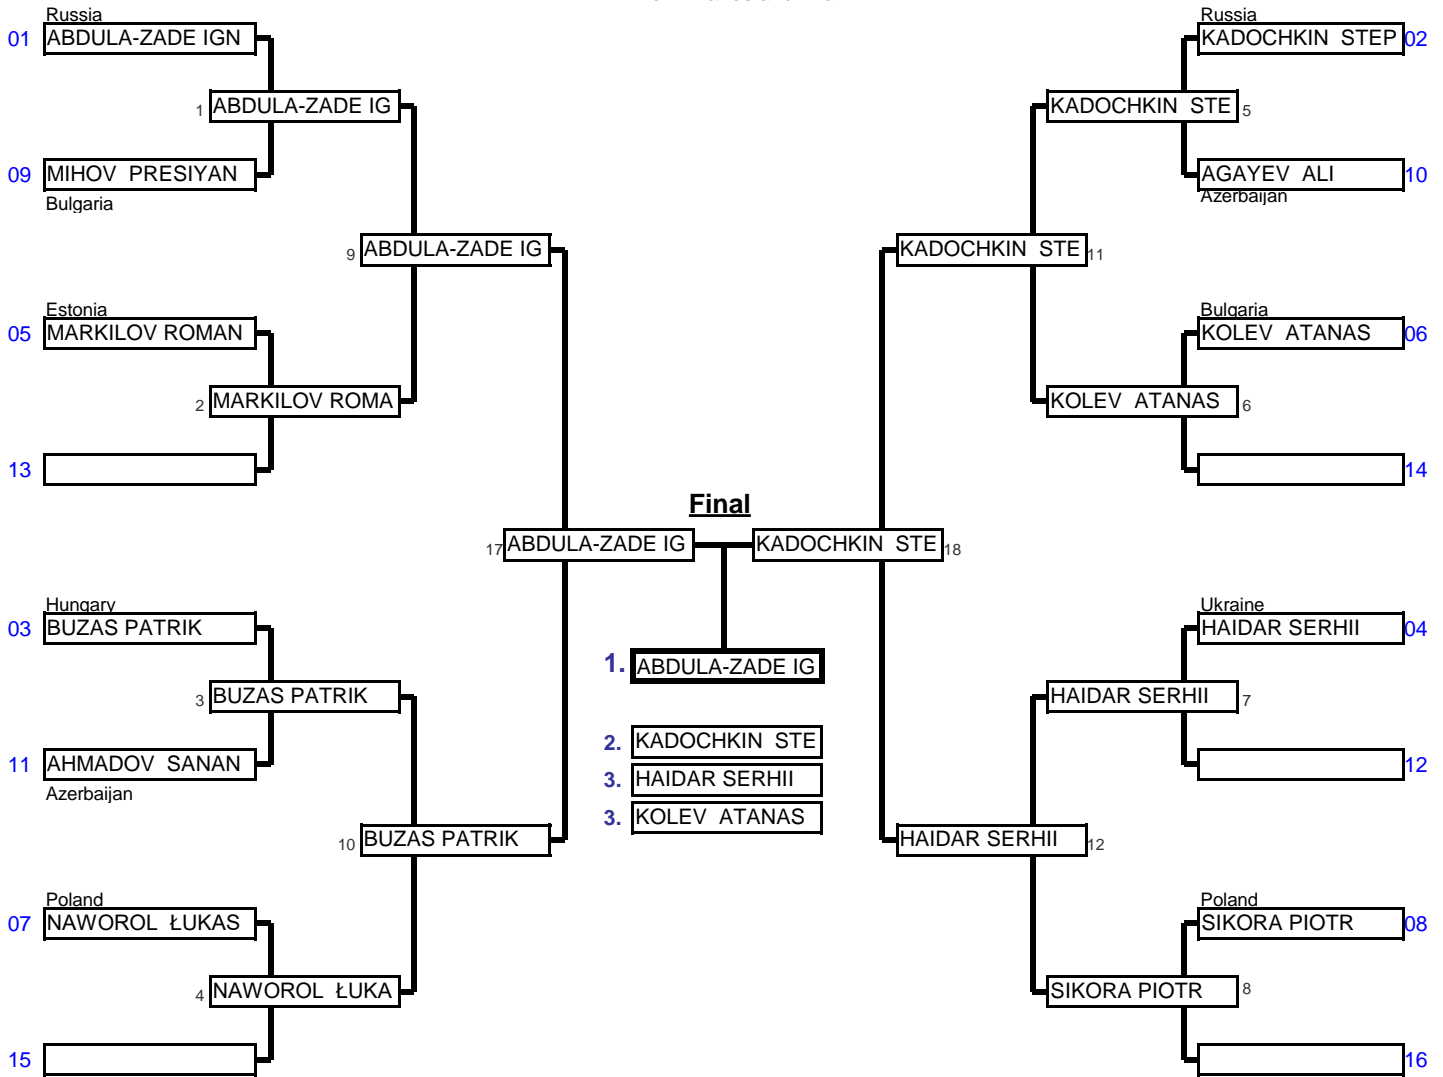 Russia
01 ABDULA-ZADE IGN
1 ABDULA-ZADE IG
09 MIHOV PRESIYAN
Bulgaria
9 ABDULA-ZADE IG
Estonia
05 MARKILOV ROMAN
2 MARKILOV ROMA
13
17 ABDULA-ZADE IG
Hungary
03 BUZAS PATRIK
3 BUZAS PATRIK
11 AHMADOV SANAN
Azerbaijan
10 BUZAS PATRIK
Poland
07 NAWOROL ŁUKAS
4 NAWOROL ŁUKA
15
Final
1. ABDULA-ZADE IG
2. KADOCHKIN STE
3. HAIDAR SERHII
3. KOLEV ATANAS
Russia
KADOCHKIN STEP 02
KADOCHKIN STE 5
AGAYEV ALI 10
Azerbaijan
KADOCHKIN STE 11
Bulgaria
KOLEV ATANAS 06
KOLEV ATANAS 6
14
KADOCHKIN STE 18
Ukraine
HAIDAR SERHII 04
HAIDAR SERHII 7
12
HAIDAR SERHII 12
Poland
SIKORA PIOTR 08
SIKORA PIOTR 8
16